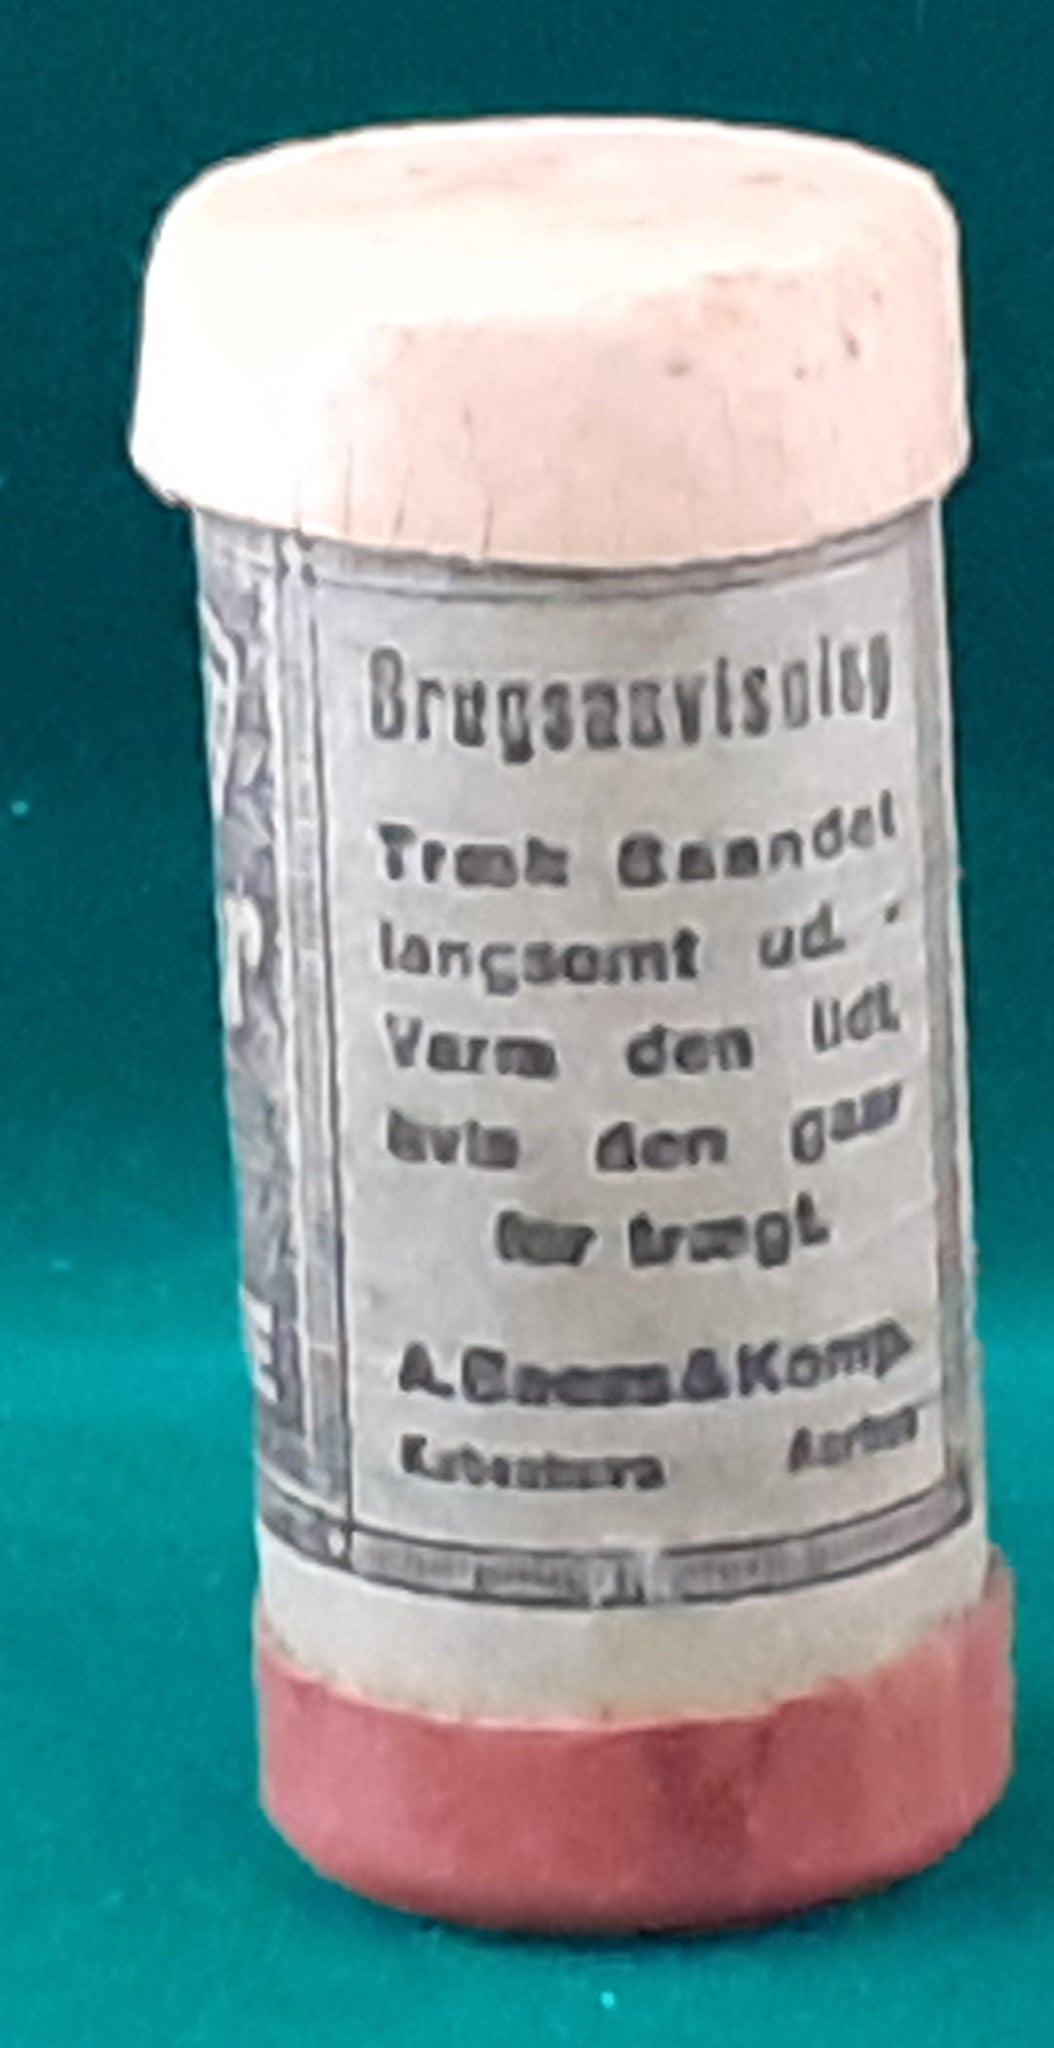 Brugsanvisning
Træk Baandet
langsomt ud. -
Varm den lidt,
hvis den gaar
for trægt.
A. & Komp.
København Aarhus